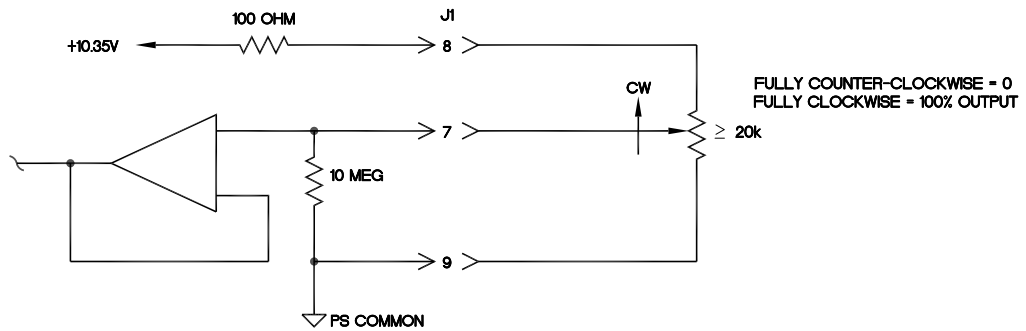 J1
100 OHM
+10.35V
8
FULLY COUNTER-CLOCKWISE = 0
FULLY CLOCKWISE = 100% OUTPUT
CW
7
≥ 20k
10 MEG
9
PS COMMON